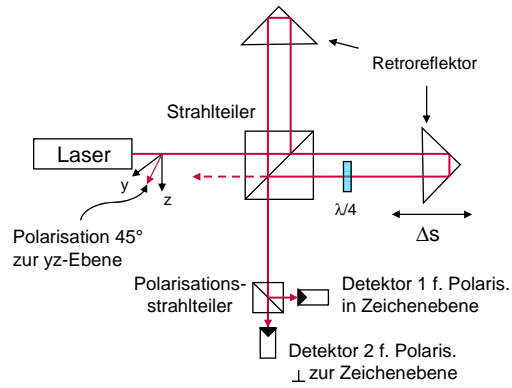 Retroreflektor
Strahlteiler
Laser
y
z
λ/4
Δs
Polarisation 45°
zur yz-Ebene
Polarisations-
strahlteiler
Detektor 1 f. Polaris.
in Zeichenebene
Detektor 2 f. Polaris.
⊥ zur Zeichenebene